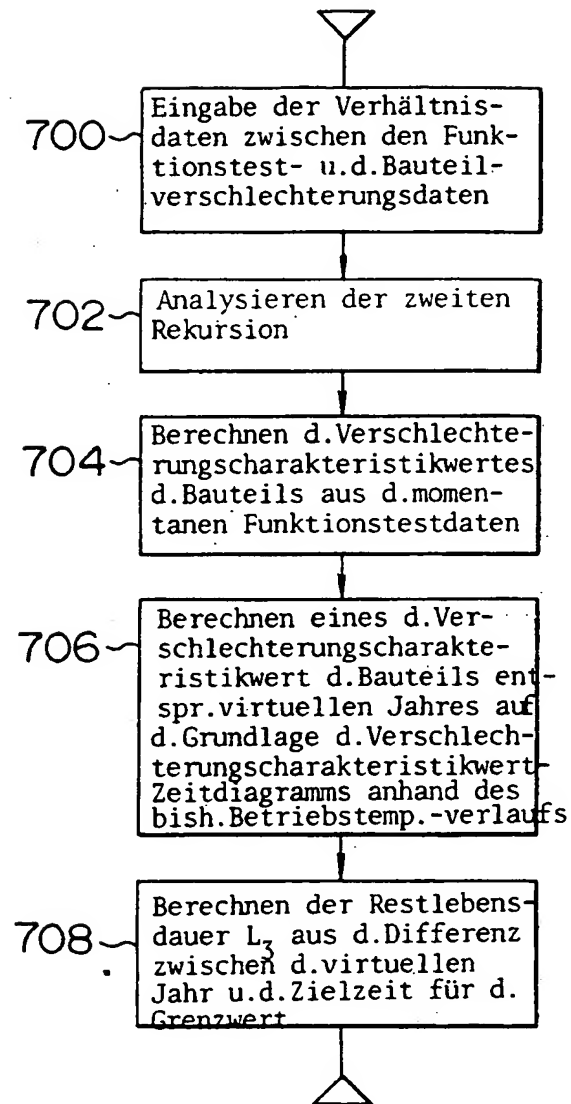 700
Eingabe der Verhältnis-
daten zwischen den Funk-
tionstest- u.d.Bauteil-
verschlechterungsdaten
702
Analysieren der zweiten
Rekursion
704
Berechnen d.Verschlechte-
rungscharakteristikwertes
d.Bauteils aus d.momen-
tanen Funktionstestdaten
706
Berechnen eines d.Ver-
schlechterungscharakte-
ristikwert d.Bauteils ent-
spr.virtuellen Jahres auf
d.Grundlage d.Verschlech-
terungscharakteristikwert-
Zeitdiagramms anhand des
bish.Betriebstemp.-verlaufs
708
Berechnen der Restlebens-
dauer L3 aus d.Differenz
zwischen d.virtuellen
Jahr u.d.Zielzeit für d.
Grenzwert